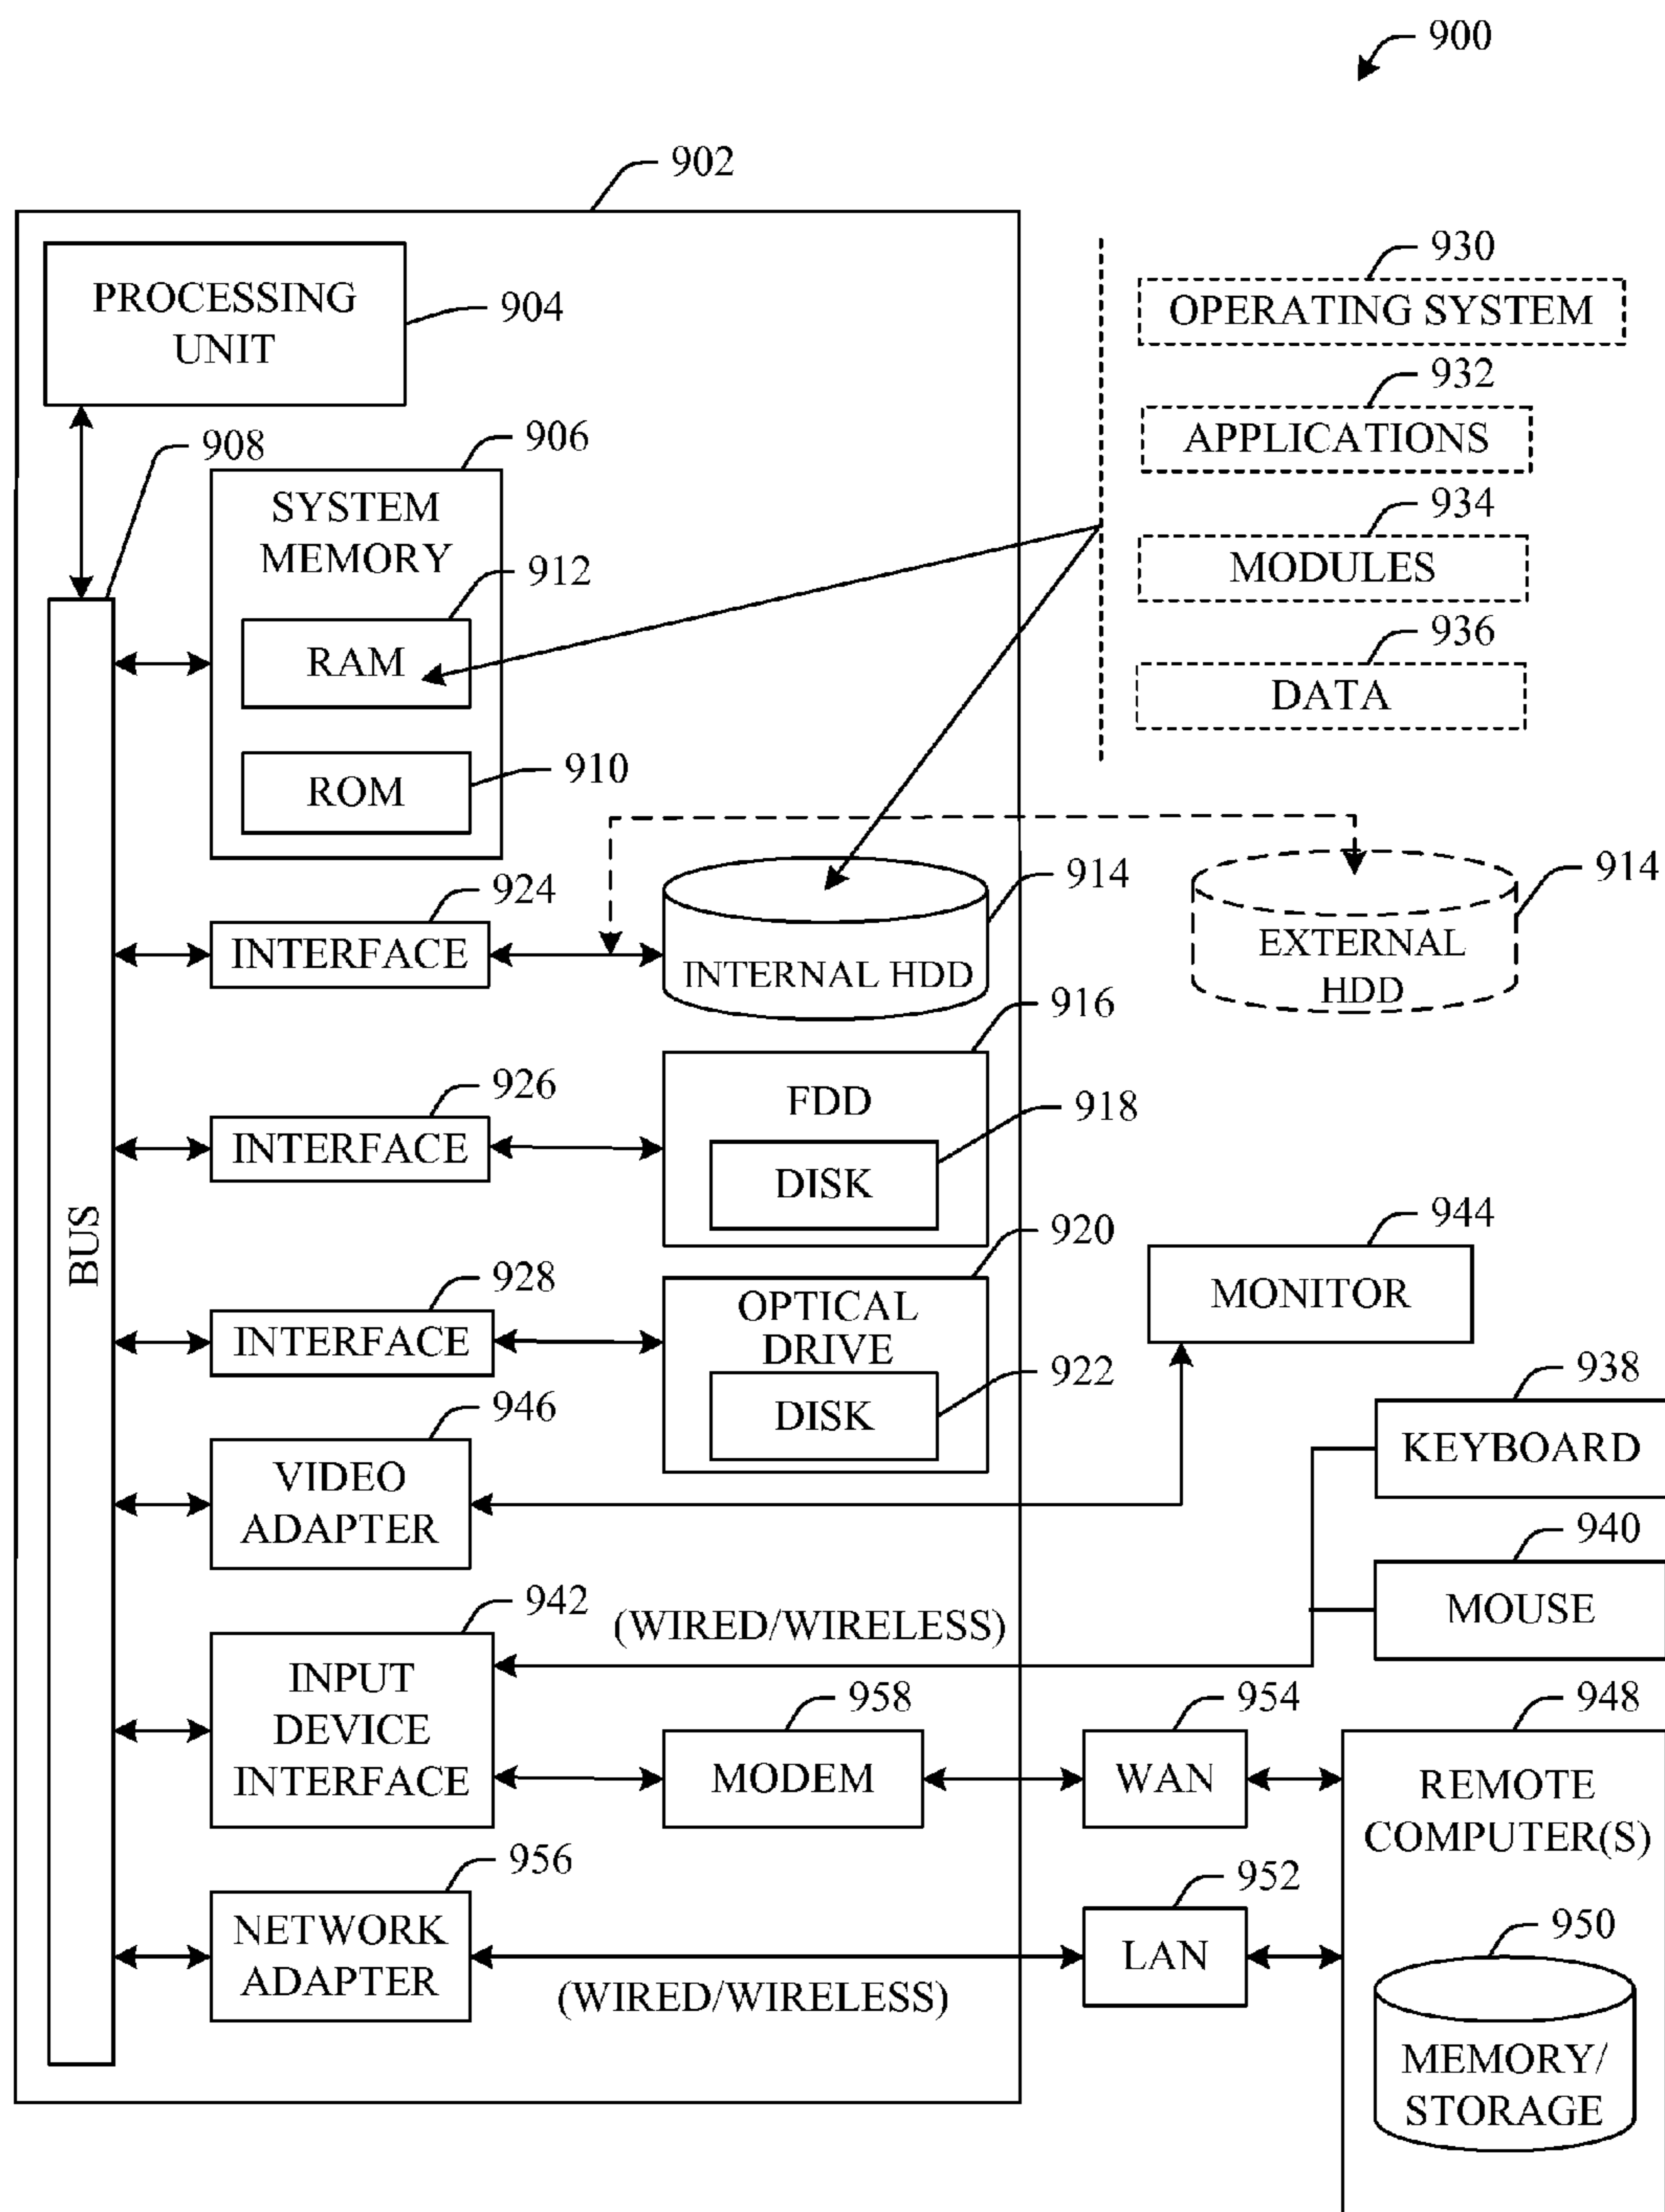 900
902
PROCESSING
UNIT
904
930
OPERATING SYSTEM
932
APPLICATIONS
934
MODULES
936
DATA
908
906
SYSTEM
MEMORY
912
RAM
910
ROM
924
INTERFACE
914
INTERNAL HDD
914
EXTERNAL
HDD
916
FDD
918
DISK
926
INTERFACE
BUS
920
OPTICAL
DRIVE
922
DISK
928
INTERFACE
944
MONITOR
946
VIDEO
ADAPTER
938
KEYBOARD
940
MOUSE
942
INPUT
DEVICE
INTERFACE
(WIRED/WIRELESS)
958
MODEM
954
WAN
948
REMOTE
COMPUTER(S)
956
NETWORK
ADAPTER
(WIRED/WIRELESS)
952
LAN
950
MEMORY/
STORAGE